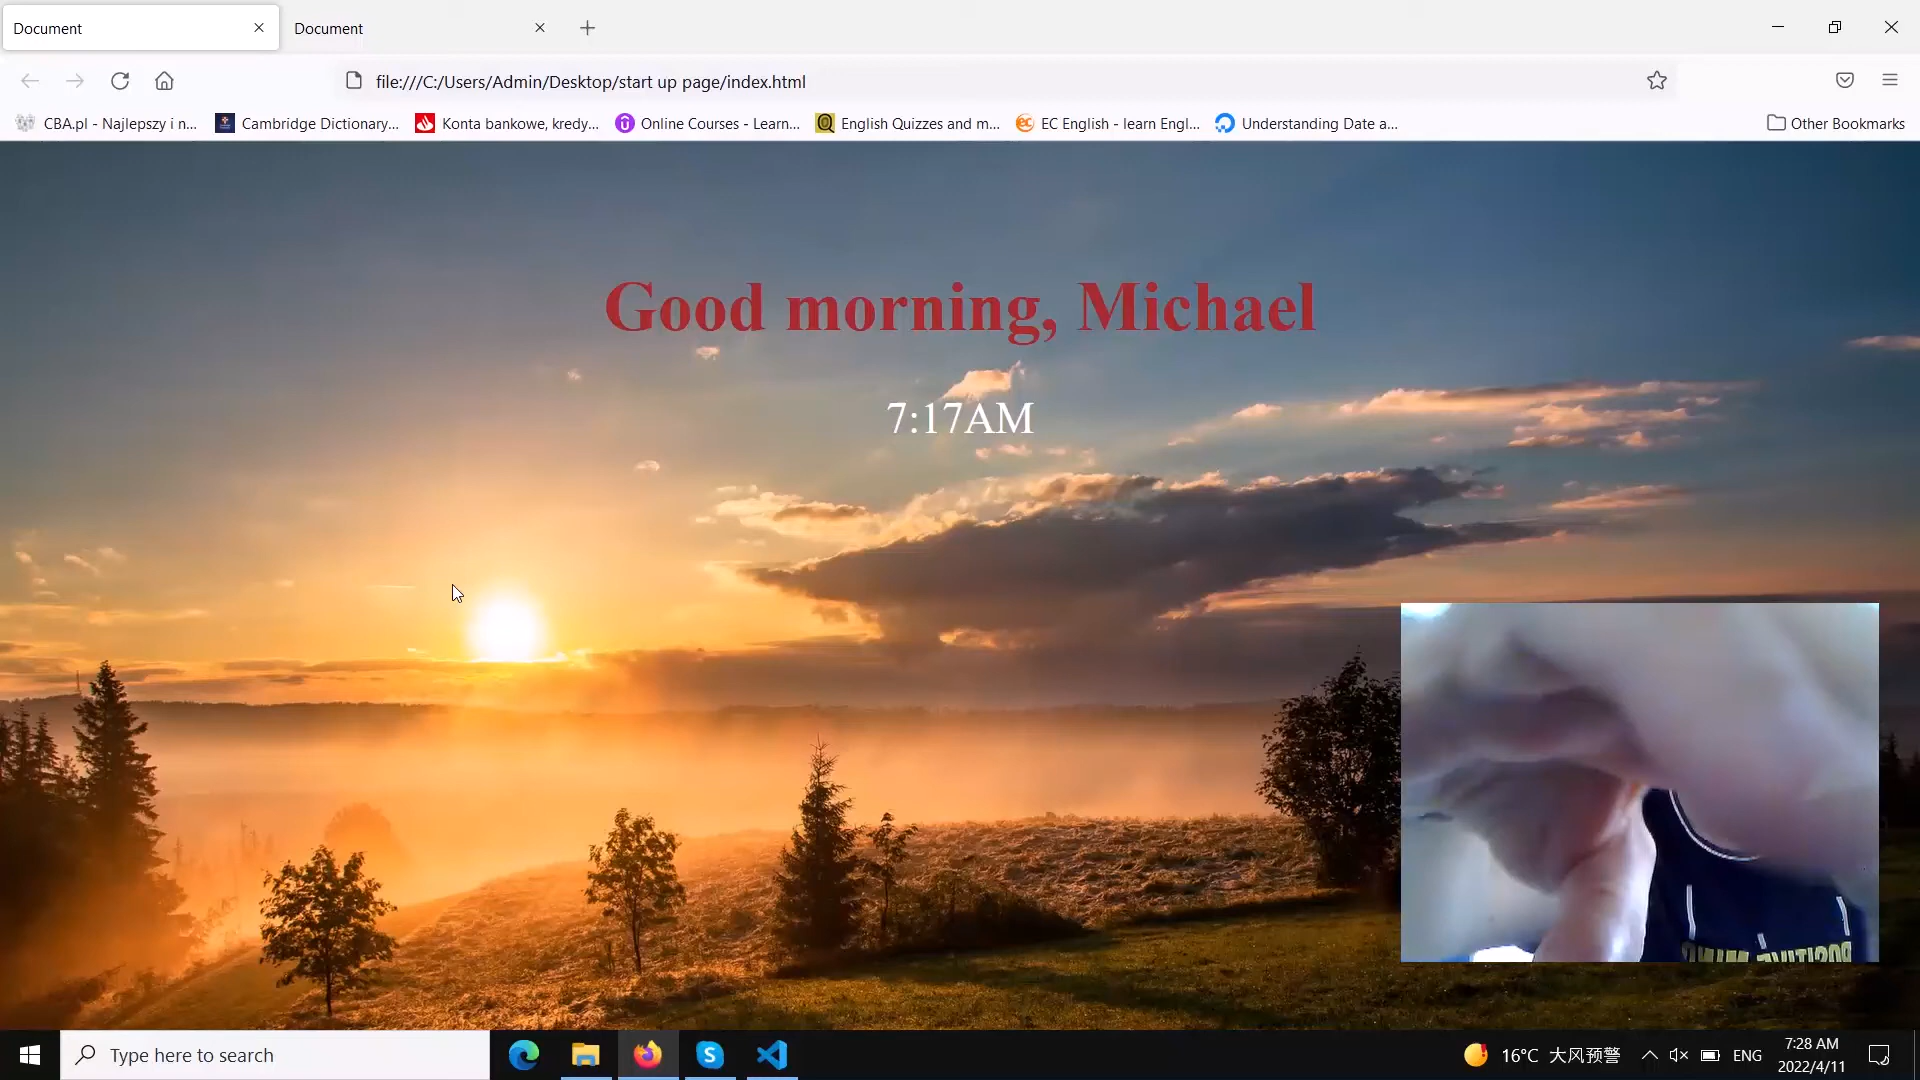 Document
Document
file:///C:/Users/Admin/Desktop/start up page/index.html
CBA.pl - Najlepszy i n...
Cambridge Dictionary...
Konta bankowe, kredy...
Online Courses - Learn...
English Quizzes and m...
EC English - learn Engl...
Understanding Date a...
Other Bookmarks
Good morning, Michael
7:17AM
POSITIVE MIND
Type here to search
16°C 大风预警
ENG
7:28 AM
2022/4/11